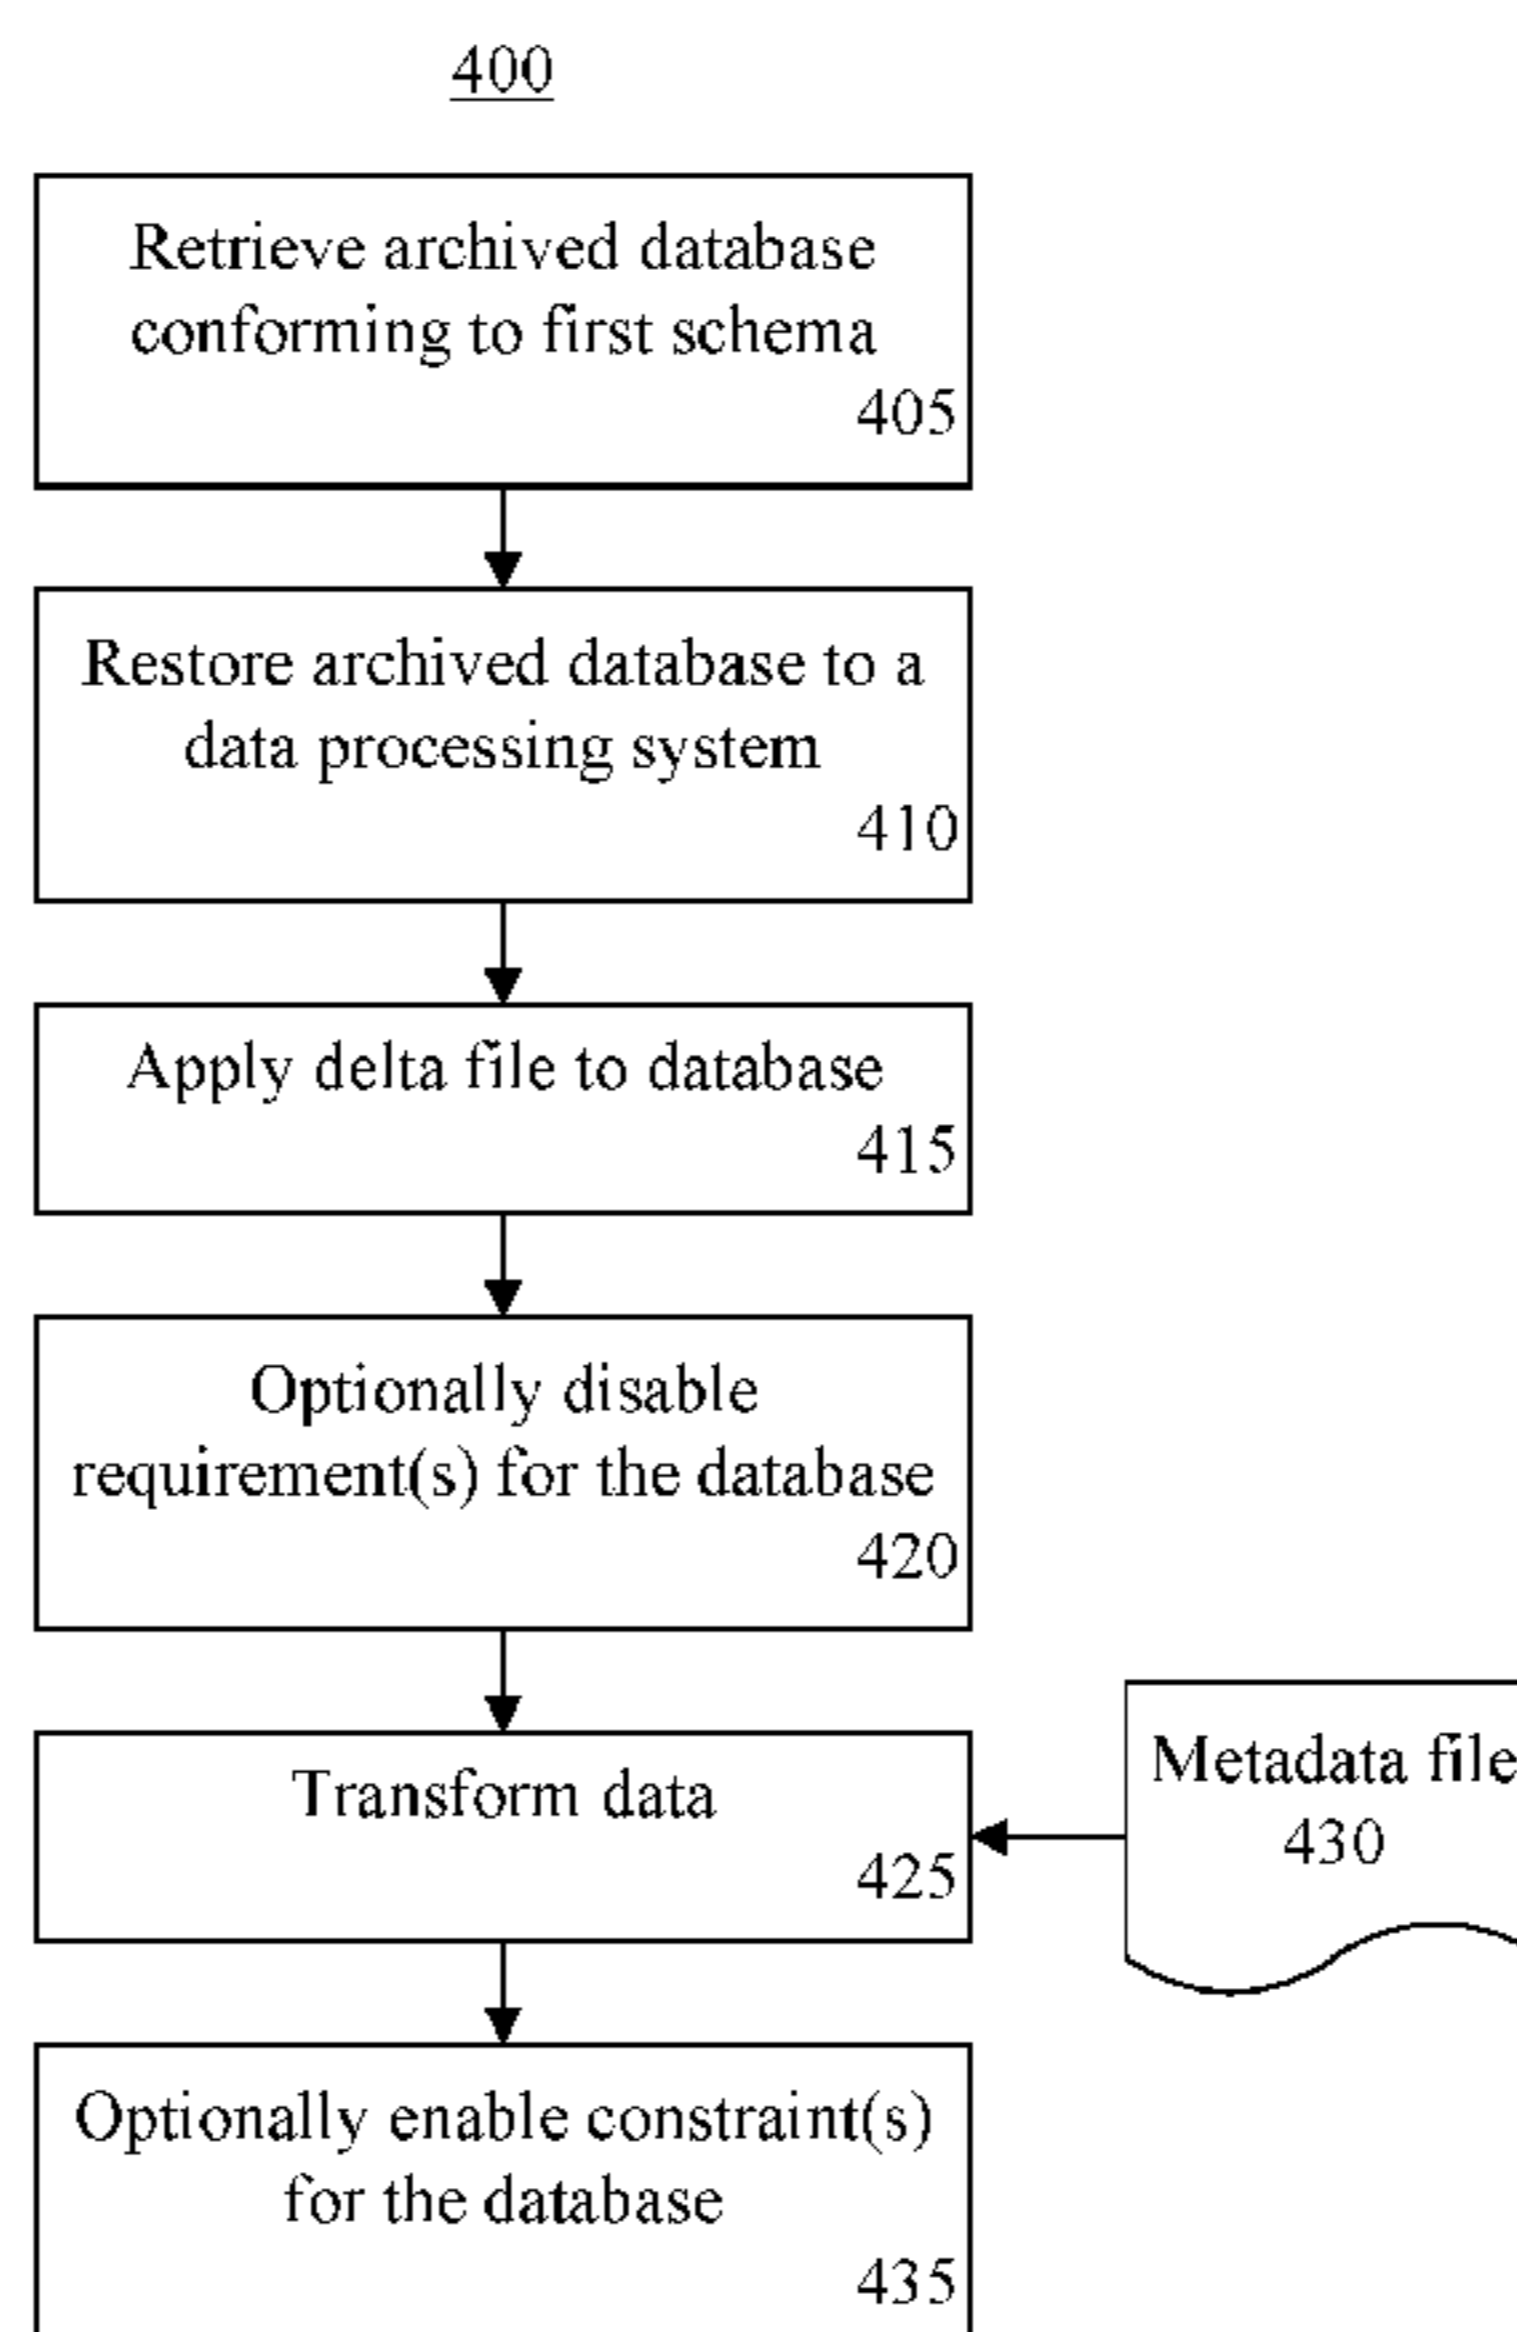 400
Retrieve archived database
conforming to first schema
405
Restore archived database to a
data processing system
410
Apply delta file to database
415
Optionally disable
requirement(s) for the database
420
Transform data
425
Metadata file
430
Optionally enable constraint(s)
for the database
435